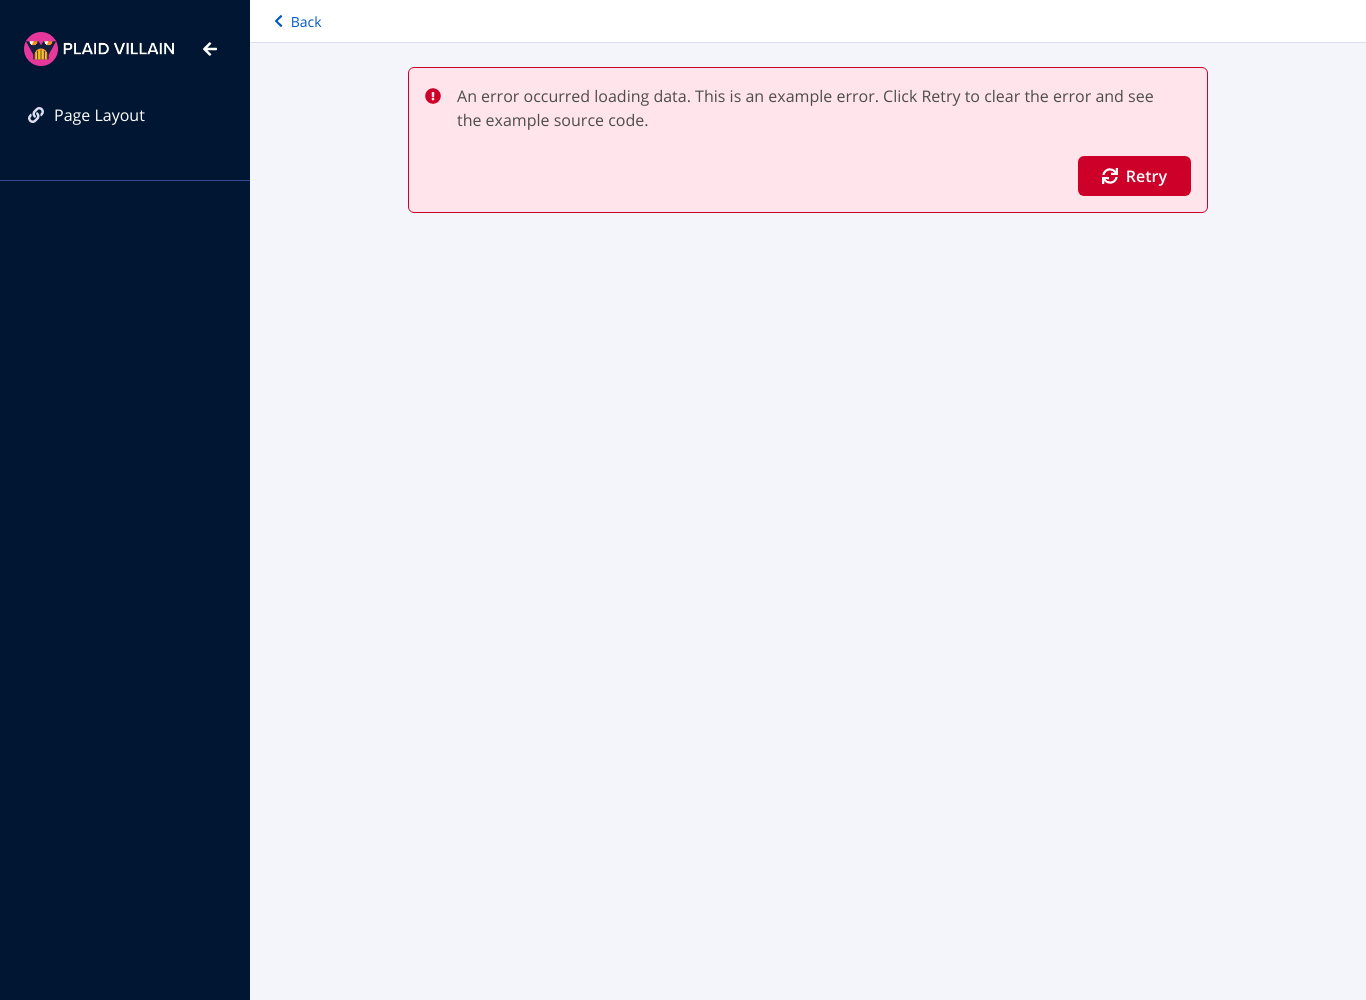 PLAID VILLAIN
Page Layout
Back
An error occurred loading data. This is an example error. Click Retry to clear the error and see
the example source code.
Retry